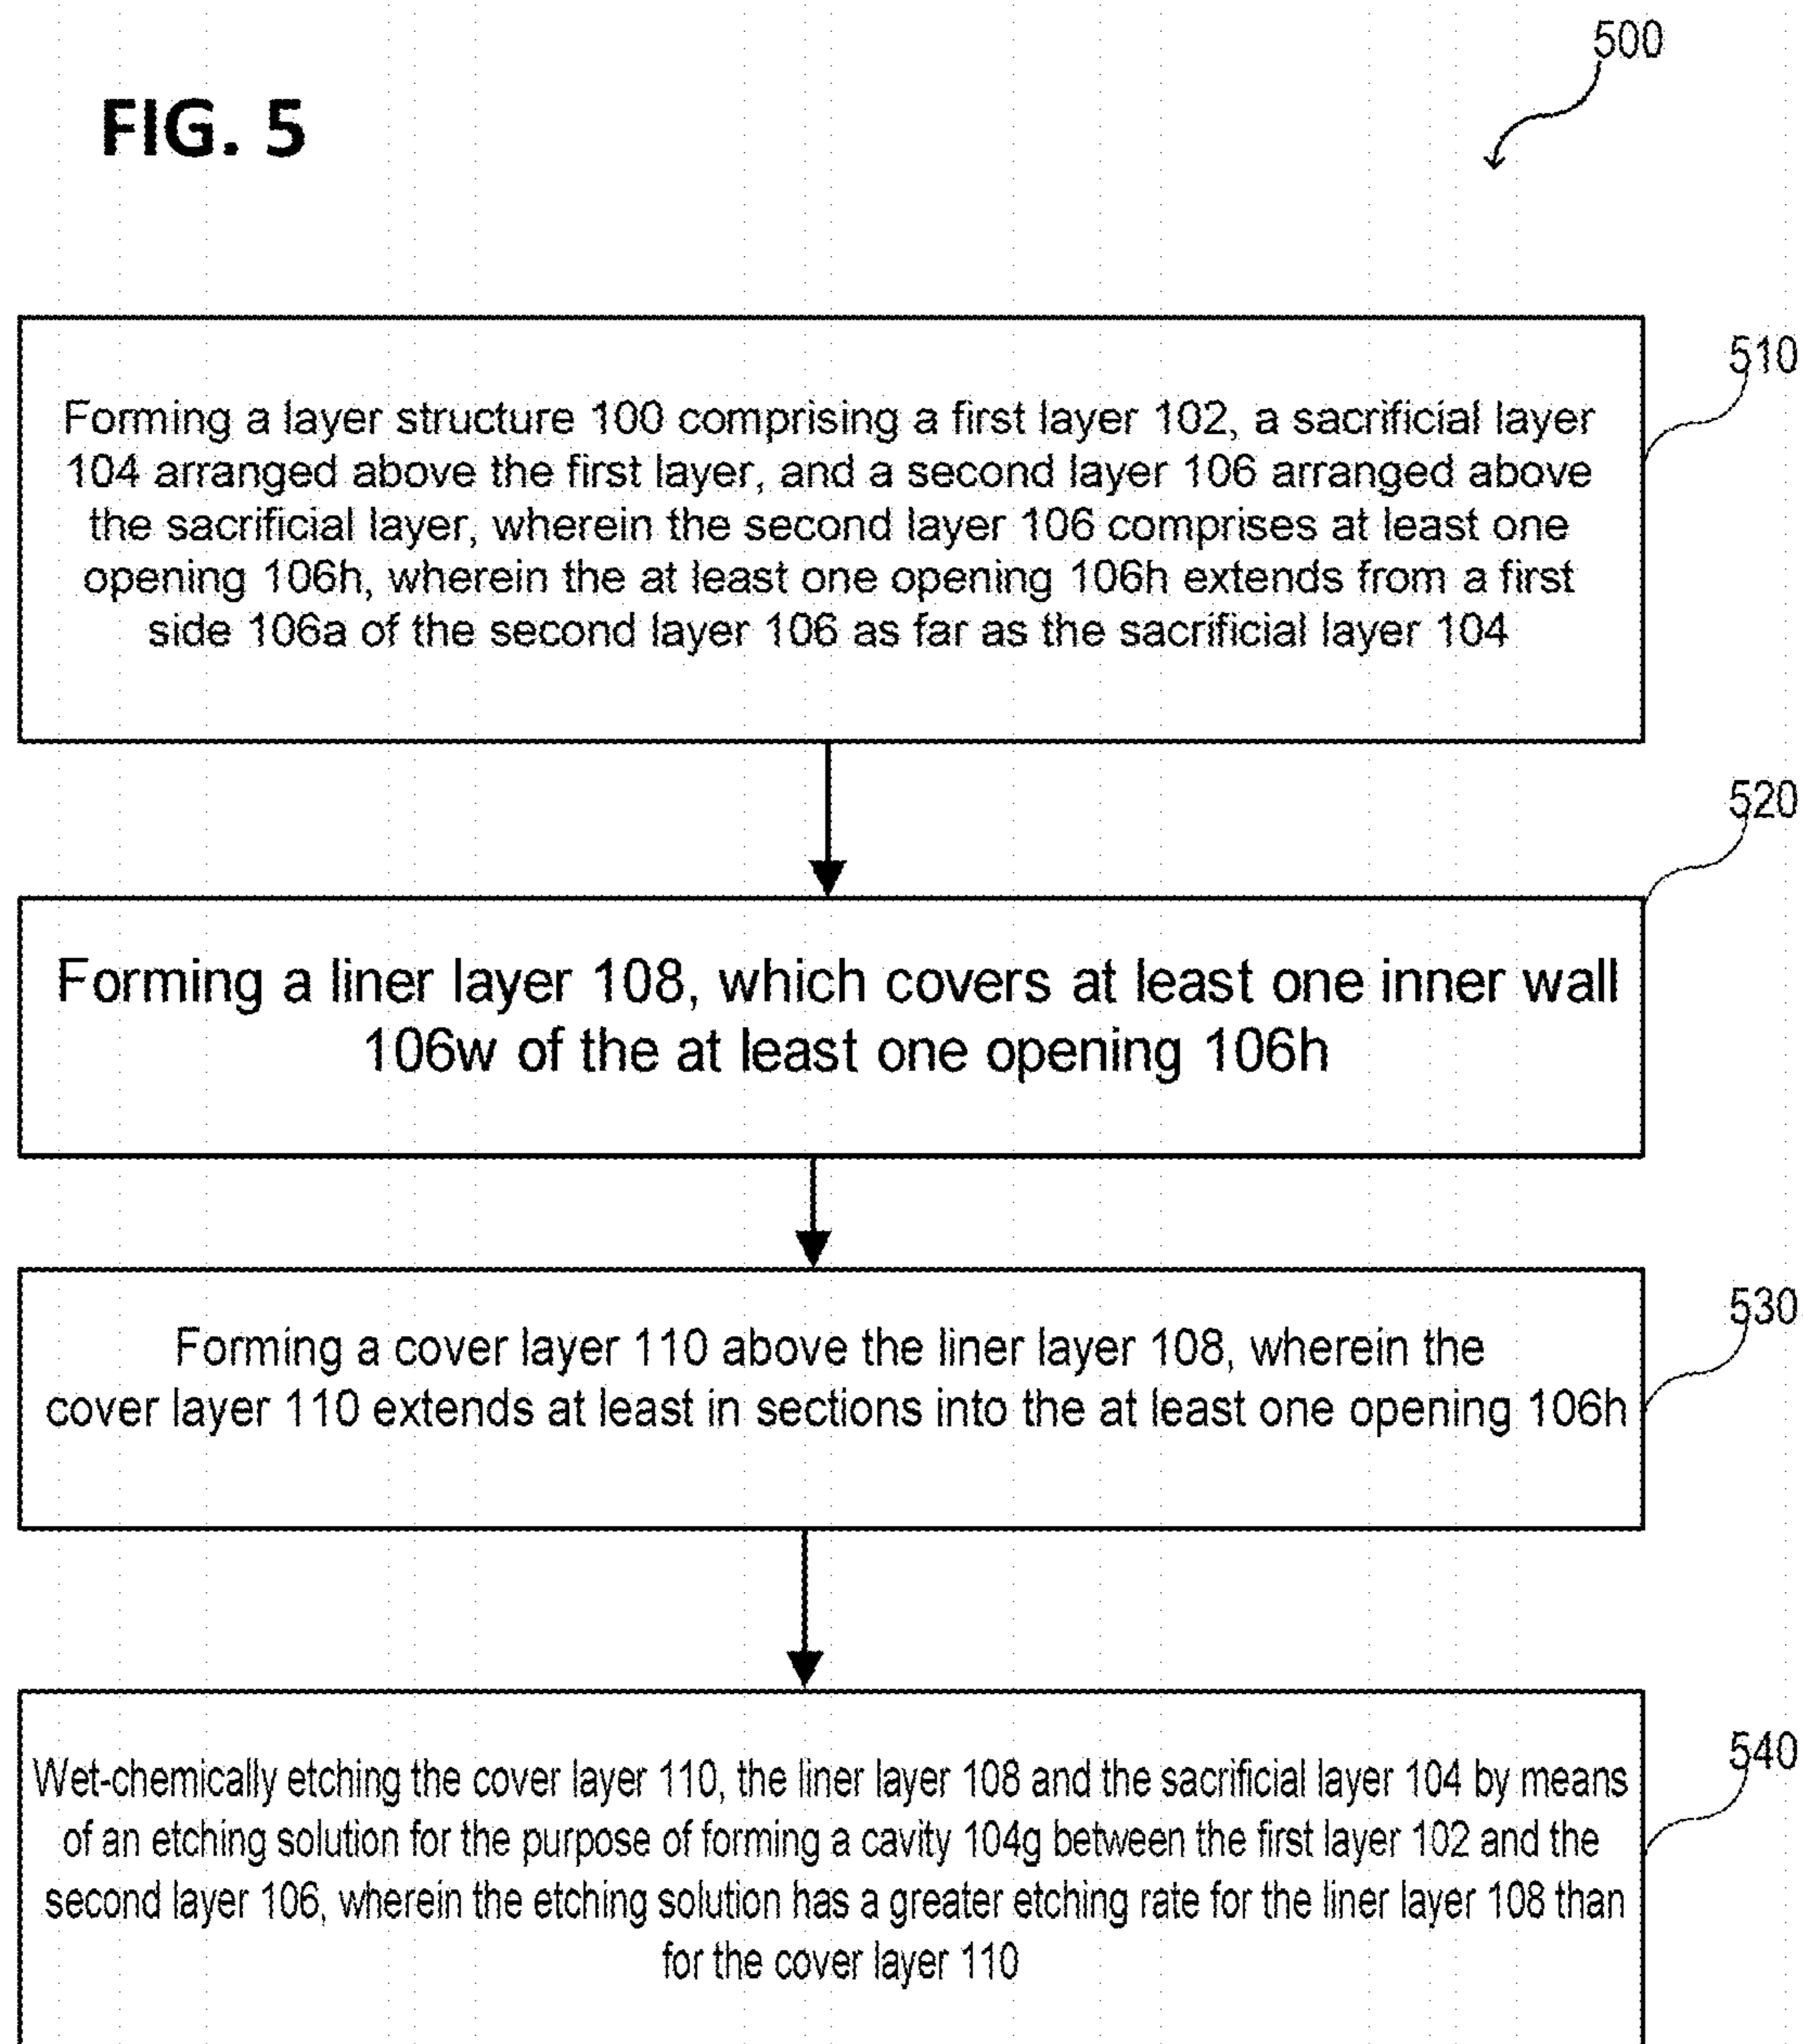 500
FIG. 5
510
Forming a layer structure 100 comprising a first layer 102, a sacrificial layer
104 arranged above the first layer, and a second layer 106 arranged above
the sacrificial layer, wherein the second layer 106 comprises at least one
opening 106h, wherein the at least one opening 106h extends from a first
side 106a of the second layer 106 as far as the sacrificial layer 104
520
Forming a liner layer 108, which covers at least one inner wall
106w of the at least one opening 106h
530
Forming a cover layer 110 above the liner layer 108, wherein the
cover layer 110 extends at least in sections into the at least one opening 106h
540
Wet-chemically etching the cover layer 110, the liner layer 108 and the sacrificial layer 104 by means
of an etching solution for the purpose of forming a cavity 104g between the first layer 102 and the
second layer 106, wherein the etching solution has a greater etching rate for the liner layer 108 than
for the cover layer 110